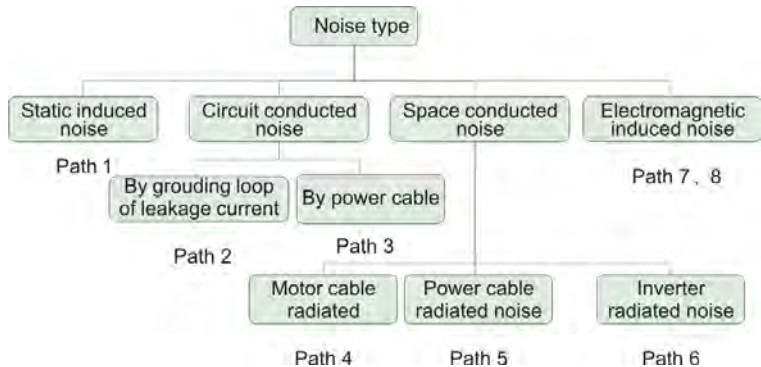 Noise type
Static induced
noise
Circuit conducted
noise
Space conducted
noise
Electromagnetic
induced noise
Path 1
Path 7、8
By grouding loop
of leakage current
By power cable
Path 2
Path 3
Motor cable
radiated
Power cable
radiated noise
Inverter
radiated noise
Path 4
Path 5
Path 6